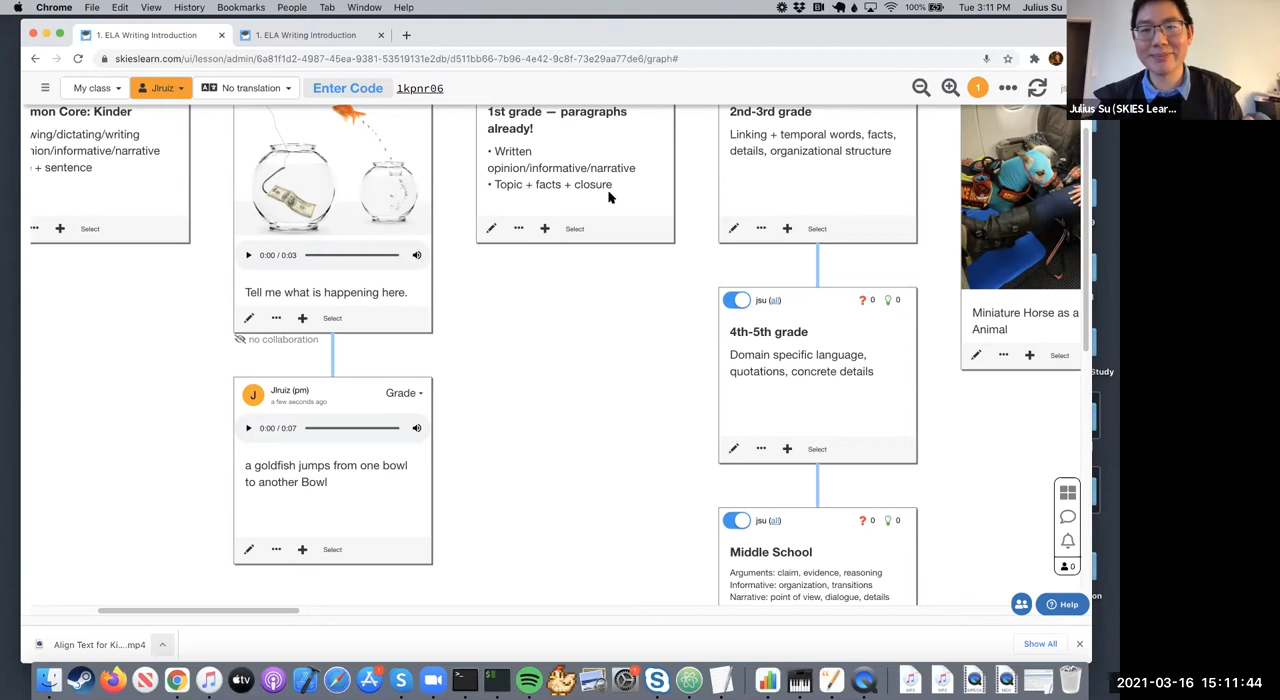 Chrome File Edit View History Bookmarks People Tab Window Help 100% Tue 3:11 PM Julius Su
1. ELA Writing Introduction × 1. ELA Writing Introduction × +
skieslearn.com/ui/lesson/admin/6a81f1d2-4987-45ea-9381-53519131e2db/d511bb66-7b96-4e42-9c8f-73e29aa77de6/graph#
Julius Su (SKIES Lear...
My class Jlruiz No translation Enter Code 1kpnr06 1
mon Core: Kinder
wing/dictating/writing
inion/informative/narrative
+ sentence
Select
0:00 / 0:03
Tell me what is happening here.
Select
no collaboration
J Jlruiz (pm) Grade
a few seconds ago
0:00 / 0:07
a goldfish jumps from one bowl
to another Bowl
Select
1st grade — paragraphs
already!
• Written
opinion/informative/narrative
• Topic + facts + closure
Select
2nd-3rd grade
Linking + temporal words, facts,
details, organizational structure
Select
jsu (all) ? 0 0
4th-5th grade
Domain specific language,
quotations, concrete details
Select
jsu (all) ? 0 0
Middle School
Arguments: claim, evidence, reasoning
Informative: organization, transitions
Narrative: point of view, dialogue, details
Miniature Horse as a
Animal
Select
Study
0
on
? Help
Align Text for Ki....mp4
Show All ×
2021-03-16 15:11:44